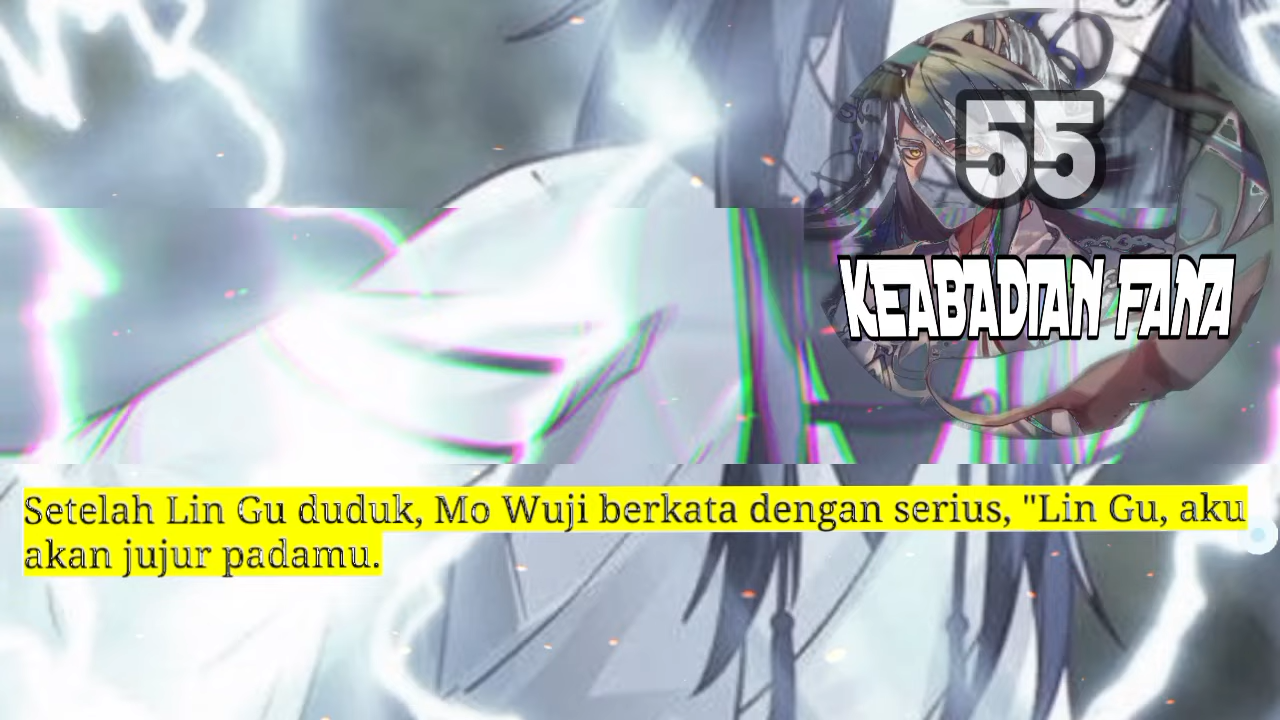 55
KEABADIAN FANA
Setelah Lin Gu duduk, Mo Wuji berkata dengan serius, "Lin Gu, aku
akan jujur padamu.